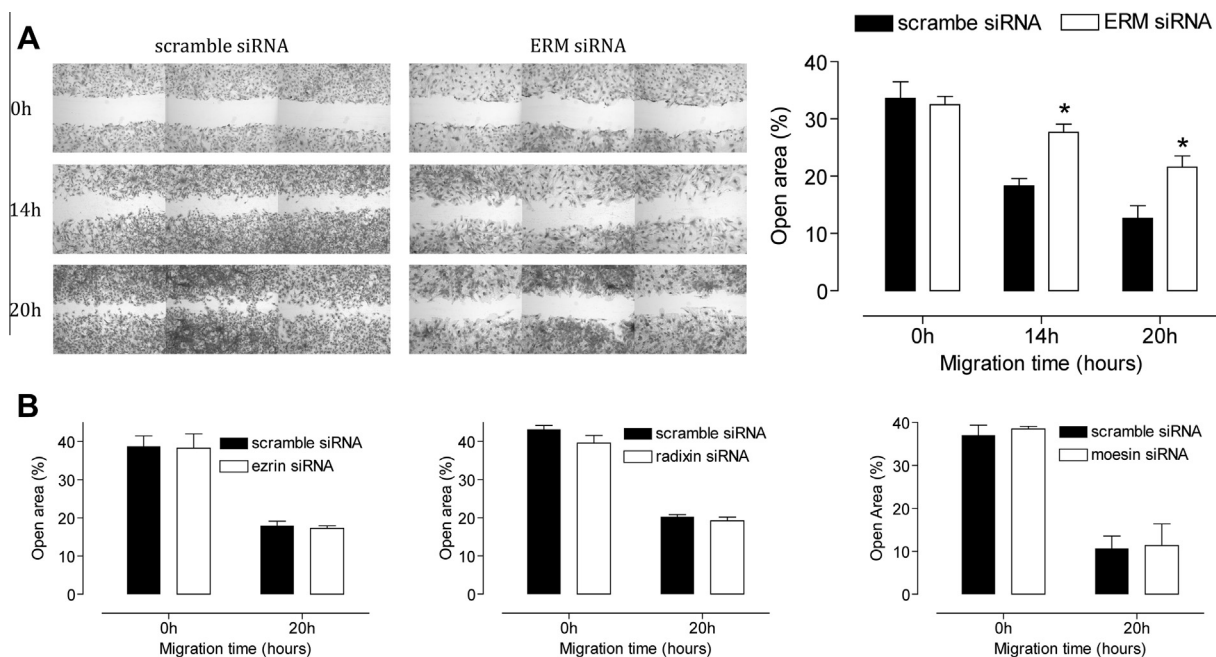 A
scramble siRNA
ERM siRNA
0h
14h
20h
scrambe siRNA
ERM siRNA
Open area (%)
40
30
20
10
0
*
*
0h
14h
20h
Migration time (hours)
B
Open area (%)
40
30
20
10
0
scramble siRNA
ezrin siRNA
0h
20h
Migration time (hours)
Open area (%)
40
30
20
10
0
scramble siRNA
radixin siRNA
0h
20h
Migration time (hours)
Open Area (%)
40
30
20
10
0
scramble siRNA
moesin siRNA
0h
20h
Migration time (hours)